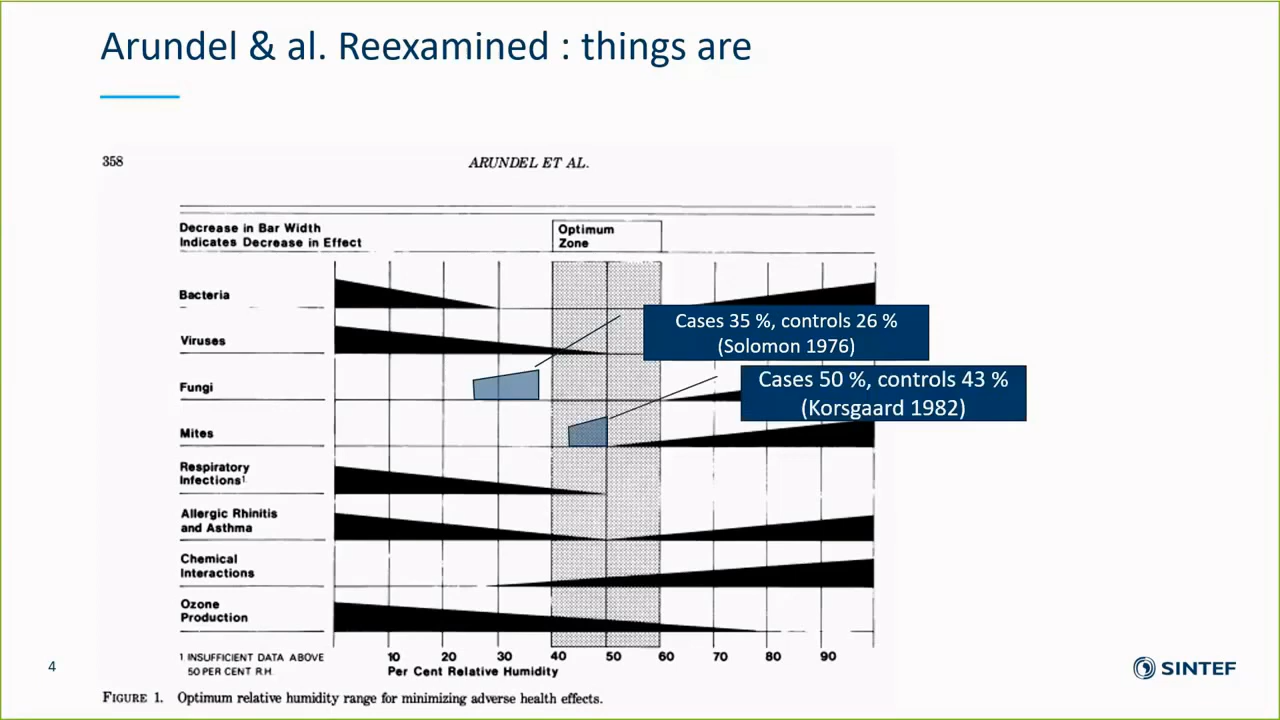 Arundel & al. Reexamined : things are
358
ARUNDEL ET AL.
Decrease in Bar Width
Indicates Decrease in Effect
Optimum
Zone
Bacteria
Viruses
Fungi
Mites
Respiratory
Infections1.
Allergic Rhinitis
and Asthma
Chemical
Interactions
Ozone
Production
Cases 35 %, controls 26 %
(Solomon 1976)
Cases 50 %, controls 43 %
(Korsgaard 1982)
1 INSUFFICIENT DATA ABOVE
50 PER CENT R.H.
10 20 30 40 50 60 70 80 90
Per Cent Relative Humidity
FIGURE 1. Optimum relative humidity range for minimizing adverse health effects.
4
SINTEF